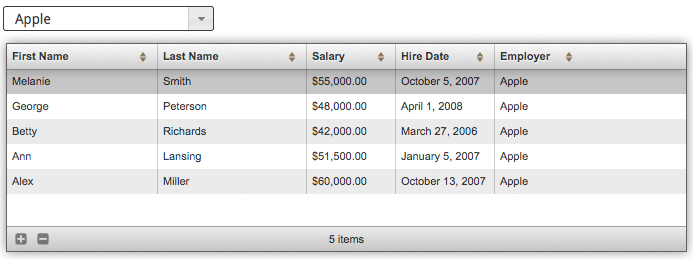 Apple
First Name Last Name Salary Hire Date Employer
Melanie Smith $55,000.00 October 5, 2007 Apple
George Peterson $48,000.00 April 1, 2008 Apple
Betty Richards $42,000.00 March 27, 2006 Apple
Ann Lansing $51,500.00 January 5, 2007 Apple
Alex Miller $60,000.00 October 13, 2007 Apple
5 items